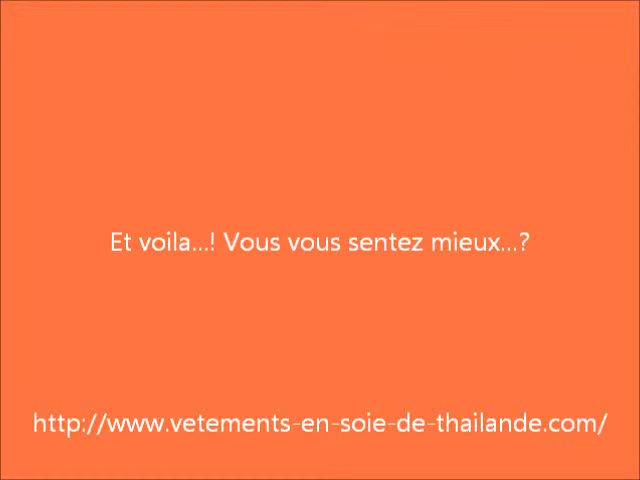 Et voila...! Vous vous sentez mieux...?
http://www.vetements-en-soie-de-thailande.com/